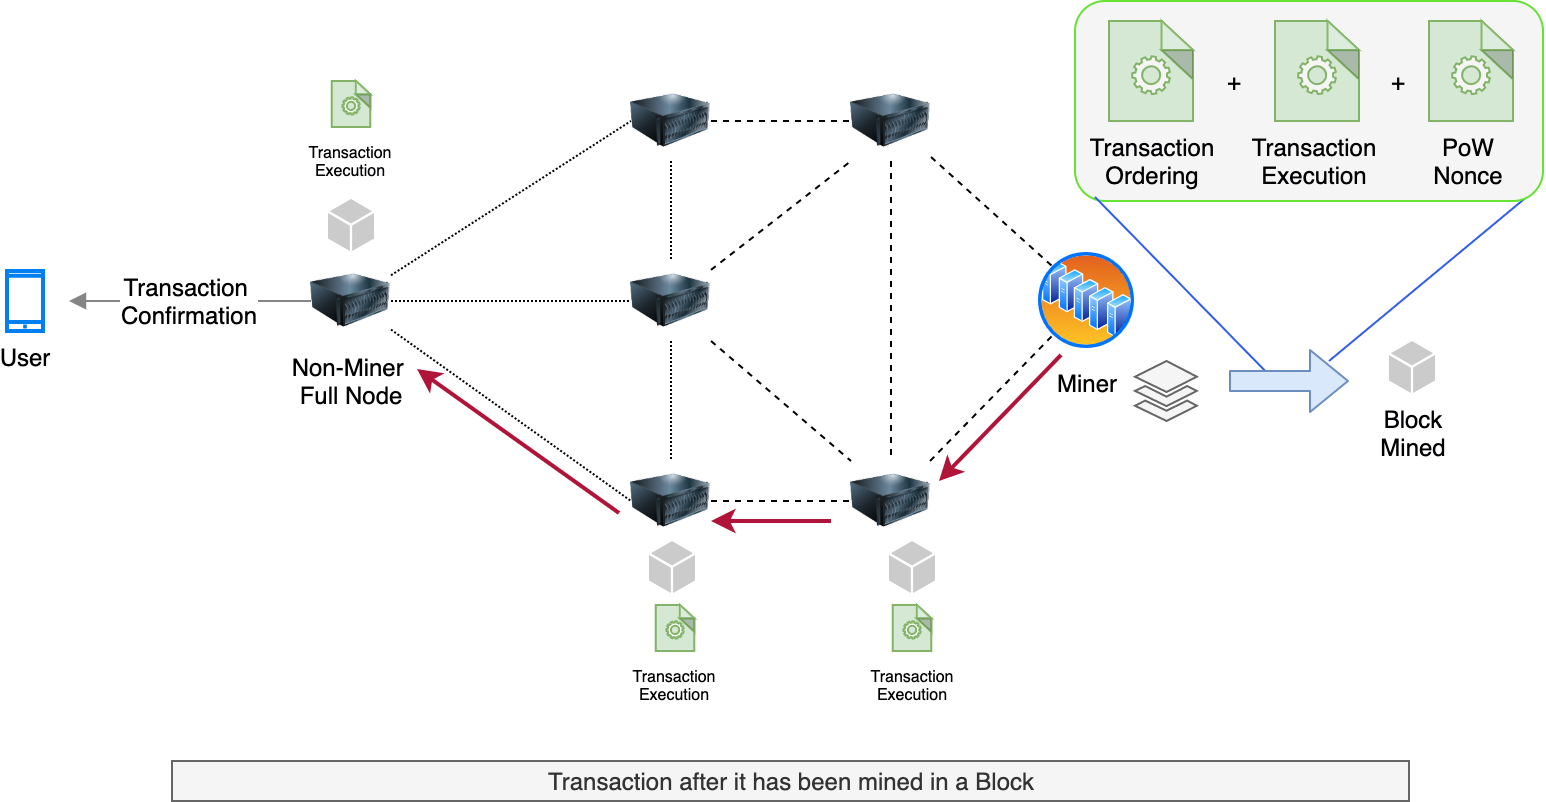 Transaction
Execution
+
+
Transaction
Ordering
Transaction
Execution
PoW
Nonce
Transaction
Confirmation
User
Non-Miner
Full Node
Miner
Block
Mined
Transaction
Execution
Transaction
Execution
Transaction after it has been mined in a Block